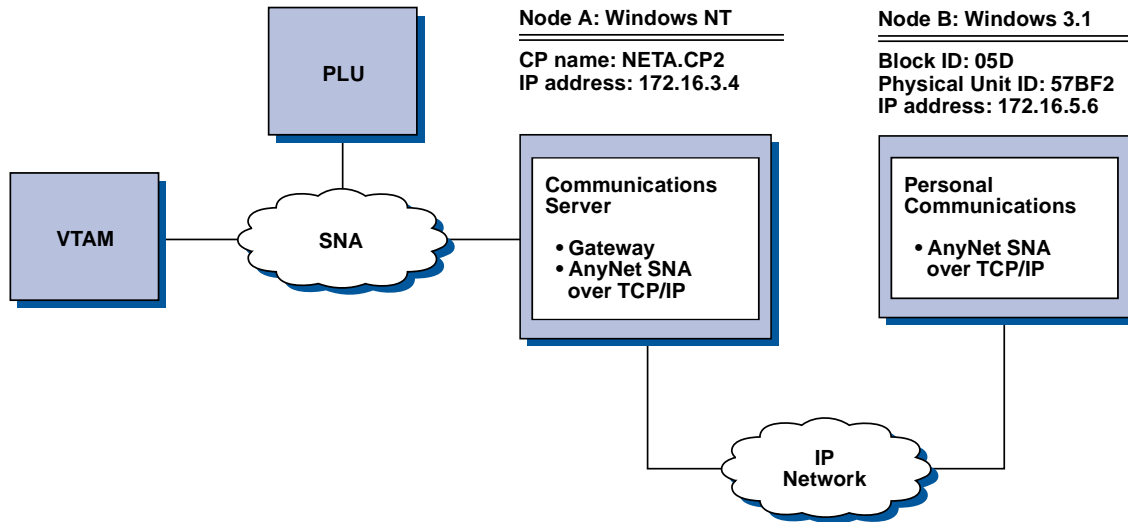 Node A: Windows NT
CP name: NETA.CP2
IP address: 172.16.3.4
Node B: Windows 3.1
Block ID: 05D
Physical Unit ID: 57BF2
IP address: 172.16.5.6
PLU
VTAM
SNA
Communications
Server
• Gateway
• AnyNet SNA
over TCP/IP
Personal
Communications
• AnyNet SNA
over TCP/IP
IP
Network